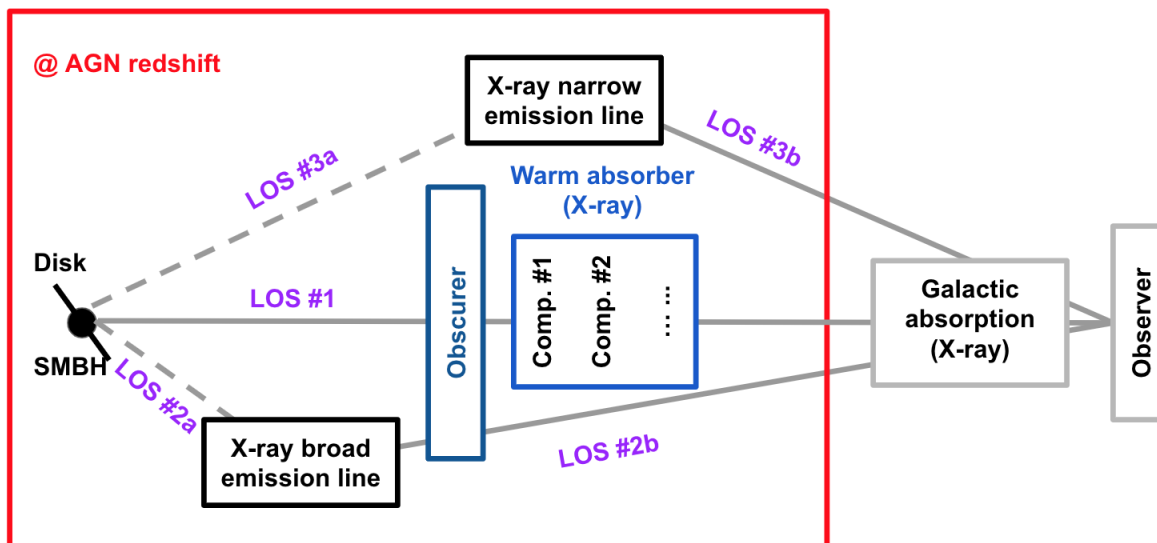 @ AGN redshift
X-ray narrow
emission line
LOS #3a
LOS #3b
Warm absorber
(X-ray)
Disk
LOS #1
Obscurer
Comp. #1
Comp. #2
... ...
Galactic
absorption
(X-ray)
Observer
SMBH
LOS #2a
X-ray broad
emission line
LOS #2b